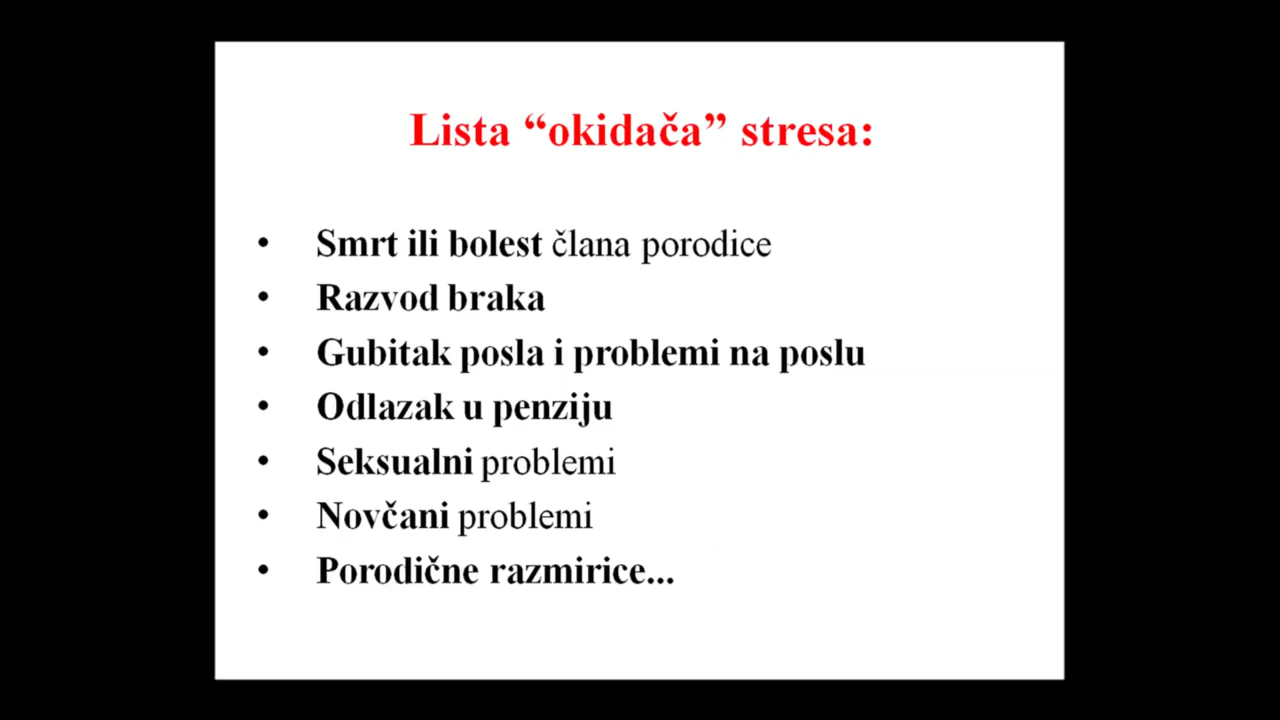 Lista “okidača” stresa:
• Smrt ili bolest člana porodice
• Razvod braka
• Gubitak posla i problemi na poslu
• Odlazak u penziju
• Seksualni problemi
• Novčani problemi
• Porodične razmirice...